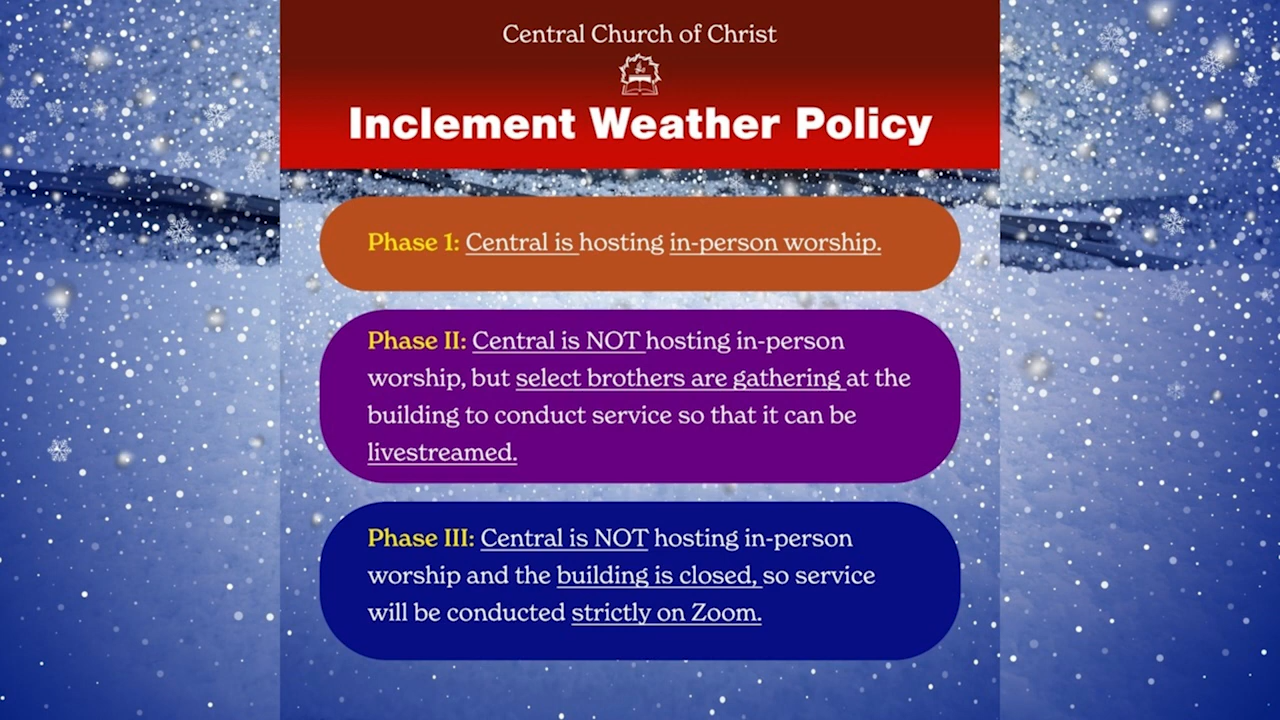 Central Church of Christ
Inclement Weather Policy
Phase 1: Central is hosting in-person worship.
Phase II: Central is NOT hosting in-person
worship, but select brothers are gathering at the
building to conduct service so that it can be
livestreamed.
Phase III: Central is NOT hosting in-person
worship and the building is closed, so service
will be conducted strictly on Zoom.